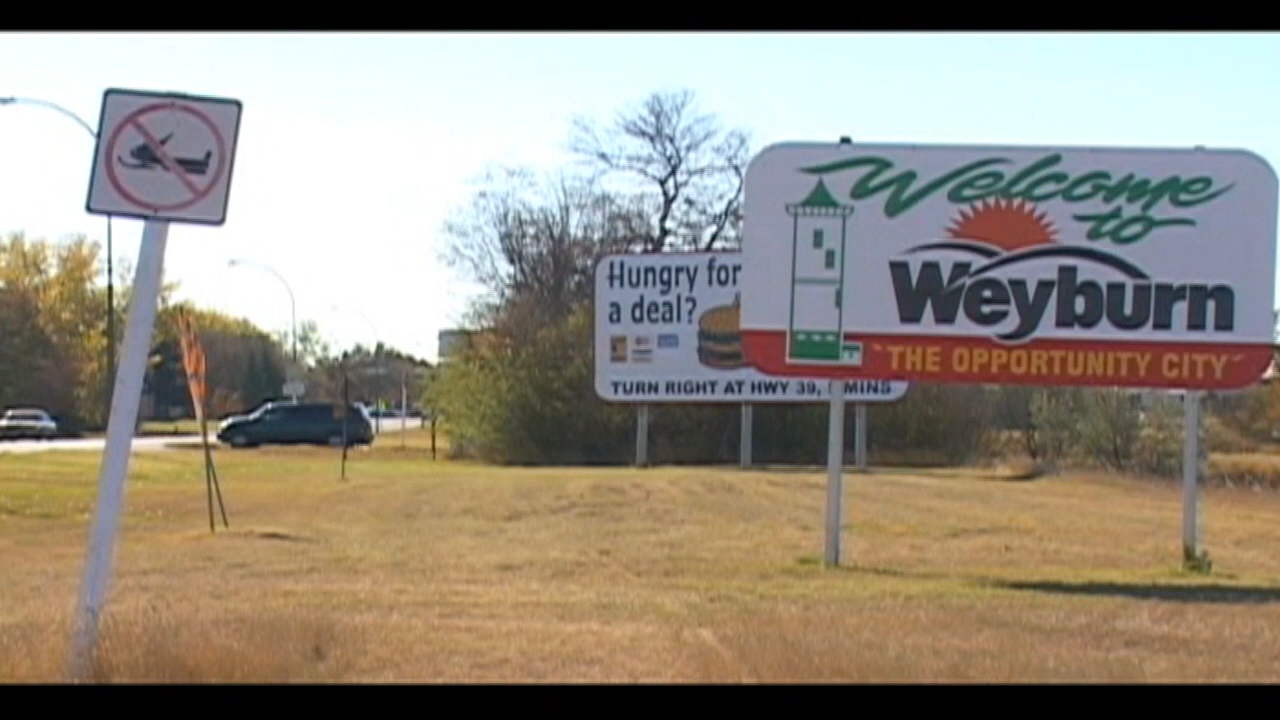 Welcome
to
Weyburn
"THE OPPORTUNITY CITY"
Hungry for
a deal?
TURN RIGHT AT HWY 39, MINS